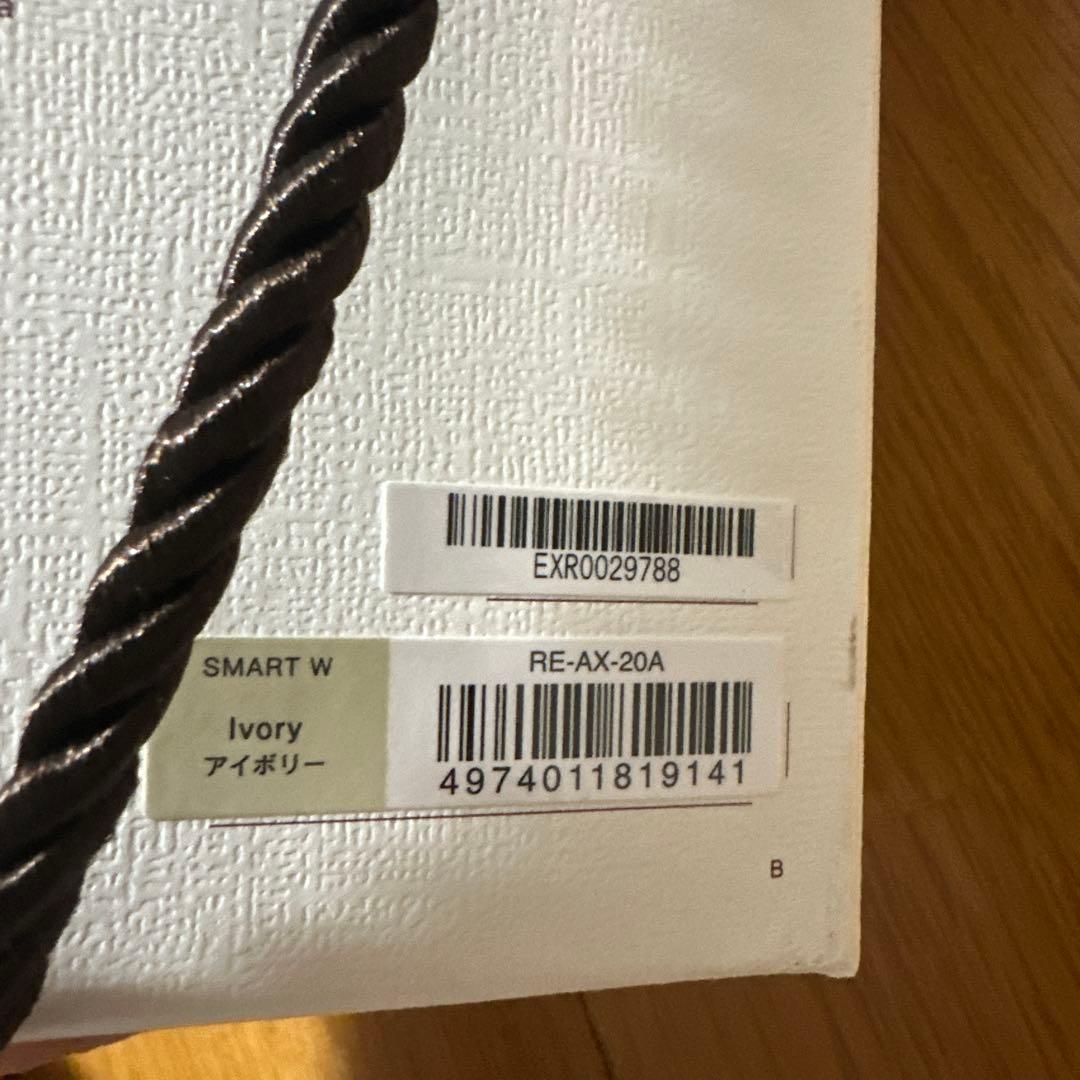 a
EXR0029788
SMART W
Ivory
アイボリー
RE-AX-20A
4974011819141
B